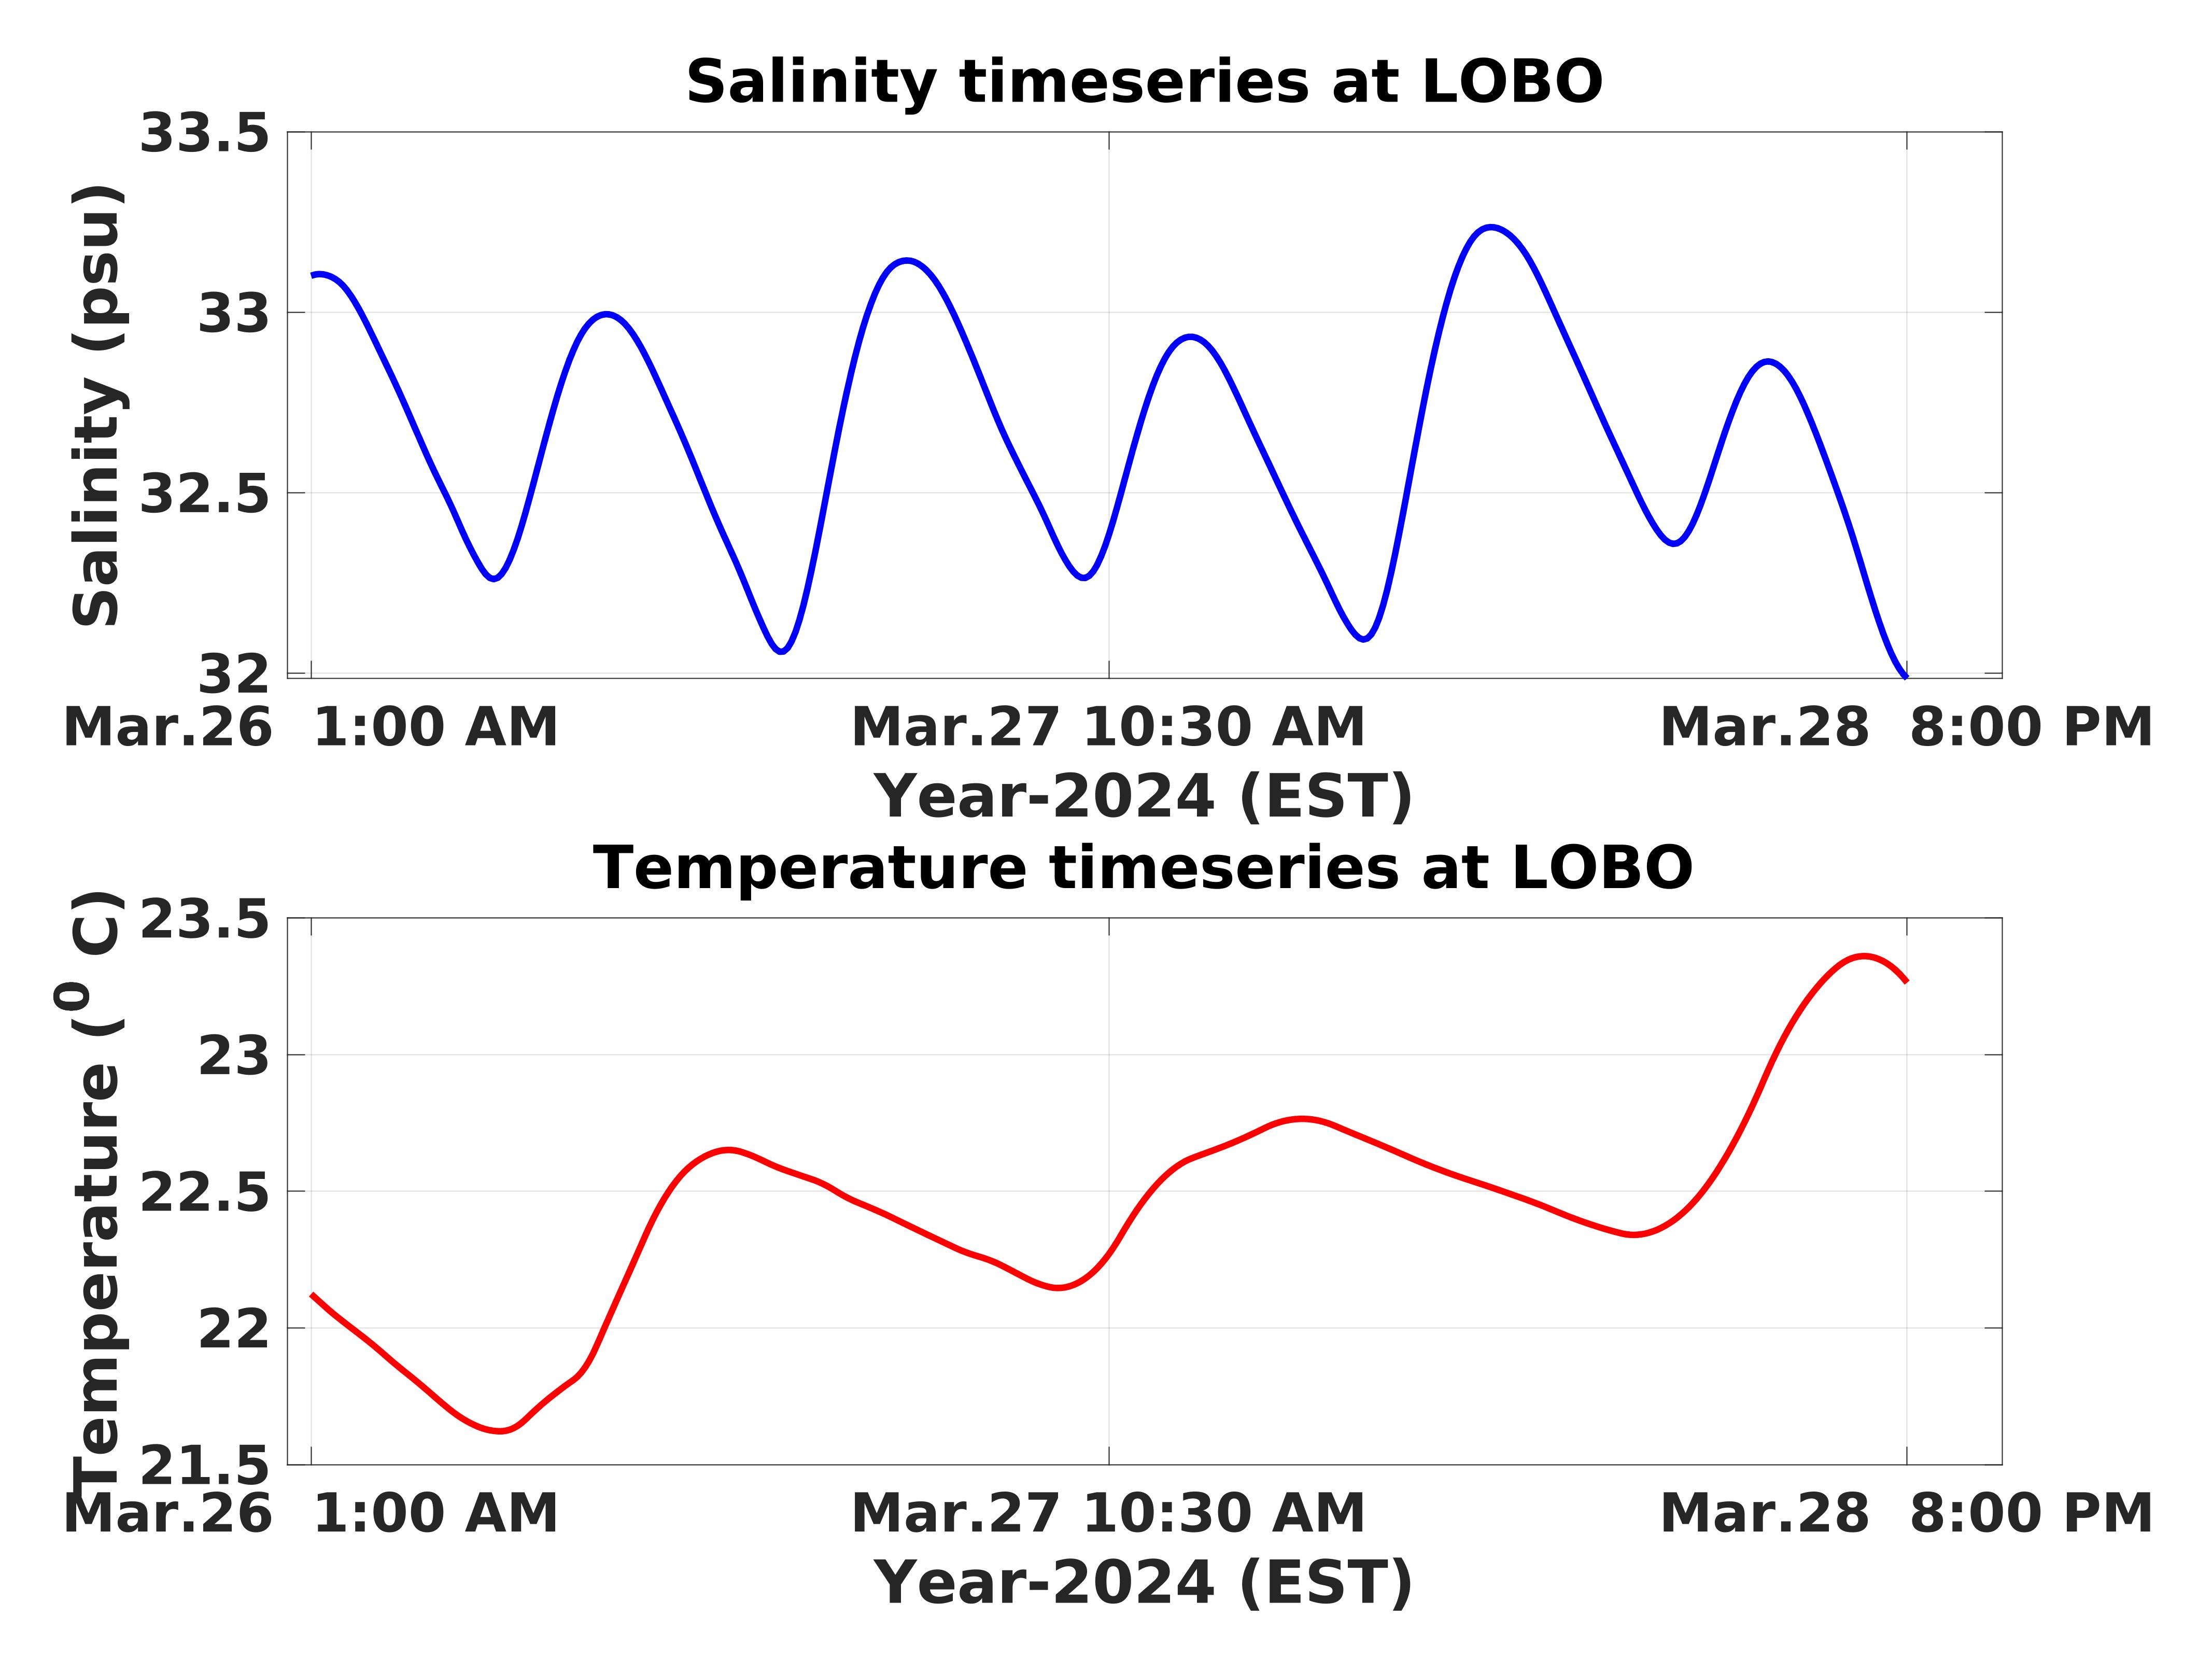 Salinity timeseries at LOBO
Salinity (psu)
33.5
33
32.5
32
Mar.26  1:00 AM
Mar.27 10:30 AM
Mar.28  8:00 PM
Year-2024 (EST)
Temperature timeseries at LOBO
Temperature (⁰ C)
23.5
23
22.5
22
21.5
Mar.26  1:00 AM
Mar.27 10:30 AM
Mar.28  8:00 PM
Year-2024 (EST)